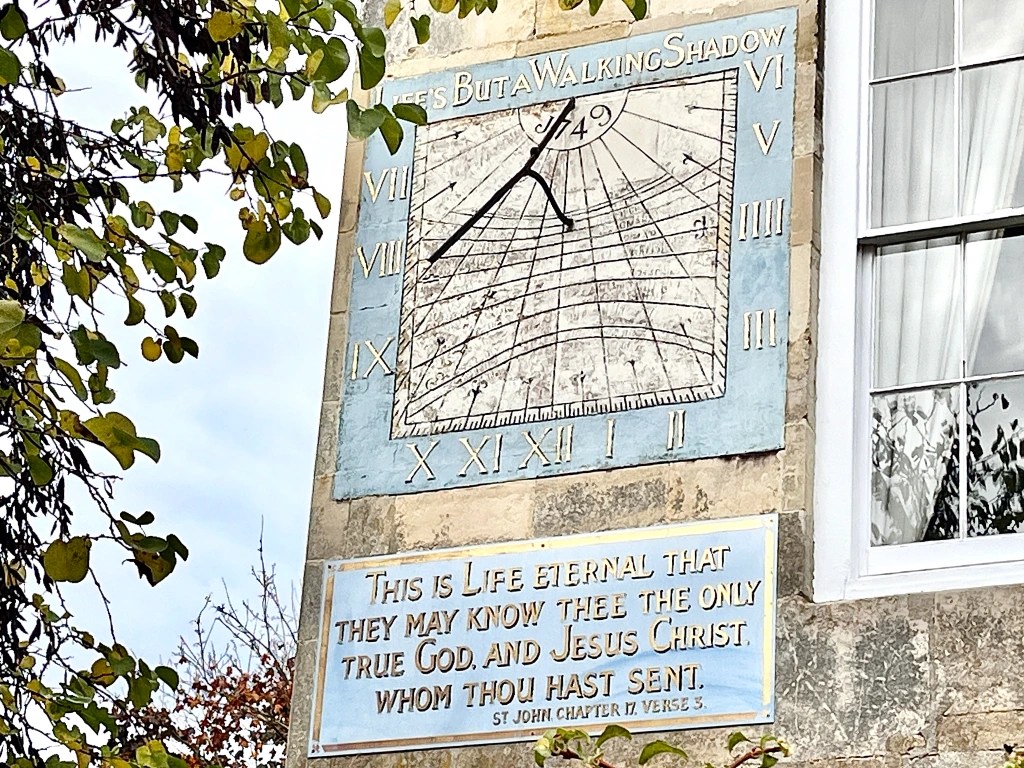 LIFE'S BUT A WALKING SHADOW
1749
VI
V
VII
IIII
VIII
III
IX
X XI XII I II
THIS IS LIFE ETERNAL THAT
THEY MAY KNOW THEE THE ONLY
TRUE GOD, AND JESUS CHRIST,
WHOM THOU HAST SENT.
ST JOHN, CHAPTER 17, VERSE 3.